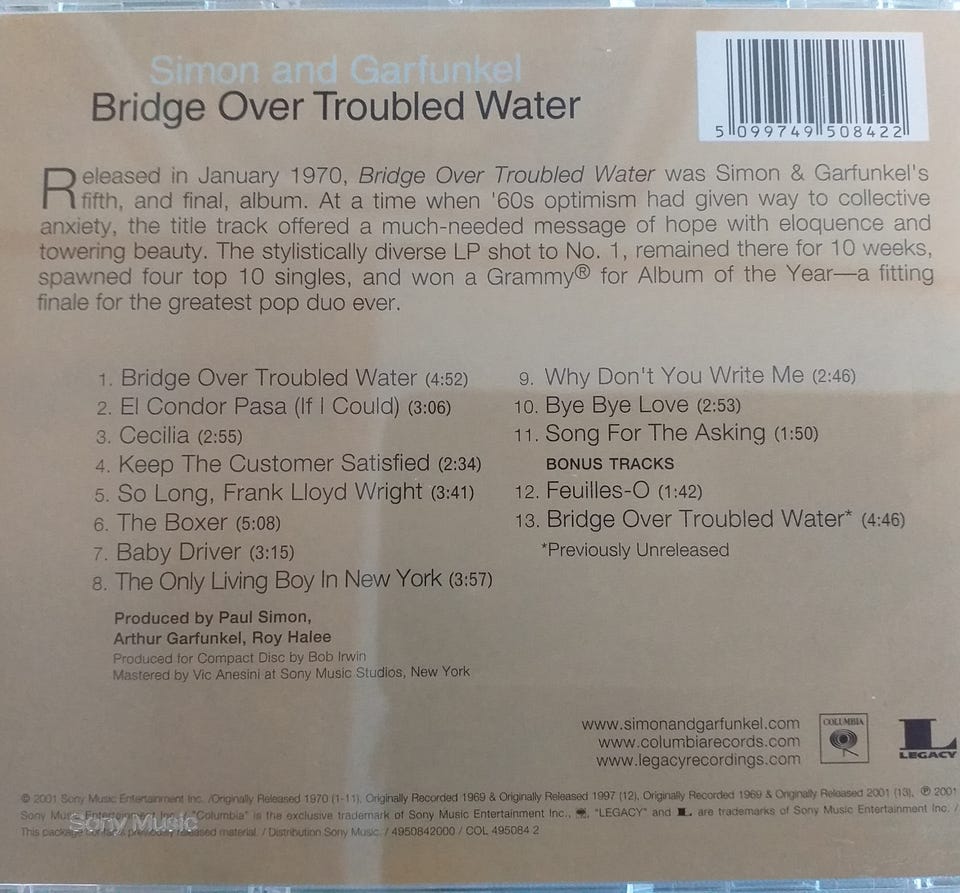 Simon and Garfunkel
Bridge Over Troubled Water
5 099749 508422
Released in January 1970, Bridge Over Troubled Water was Simon & Garfunkel's
fifth, and final, album. At a time when '60s optimism had given way to collective
anxiety, the title track offered a much-needed message of hope with eloquence and
towering beauty. The stylistically diverse LP shot to No. 1, remained there for 10 weeks,
spawned four top 10 singles, and won a Grammy® for Album of the Year—a fitting
finale for the greatest pop duo ever.
1. Bridge Over Troubled Water (4:52)
2. El Condor Pasa (If I Could) (3:06)
3. Cecilia (2:55)
4. Keep The Customer Satisfied (2:34)
5. So Long, Frank Lloyd Wright (3:41)
6. The Boxer (5:08)
7. Baby Driver (3:15)
8. The Only Living Boy In New York (3:57)
9. Why Don't You Write Me (2:46)
10. Bye Bye Love (2:53)
11. Song For The Asking (1:50)
BONUS TRACKS
12. Feuilles-O (1:42)
13. Bridge Over Troubled Water* (4:46)
*Previously Unreleased
Produced by Paul Simon,
Arthur Garfunkel, Roy Halee
Produced for Compact Disc by Bob Irwin
Mastered by Vic Anesini at Sony Music Studios, New York
www.simonandgarfunkel.com
www.columbiarecords.com
www.legacyrecordings.com
COLUMBIA
L
LEGACY
© 2001 Sony Music Entertainment Inc. /Originally Released 1970 (1-11), Originally Recorded 1969 & Originally Released 1997 (12), Originally Recorded 1969 & Originally Released 2001 (13), ℗ 2001
Sony Music Entertainment Inc. "Columbia" is the exclusive trademark of Sony Music Entertainment Inc., "LEGACY" and L are trademarks of Sony Music Entertainment Inc. /
This package contains previously released material. / Distribution Sony Music. / 4950842000 / COL 495084 2
Sony Music